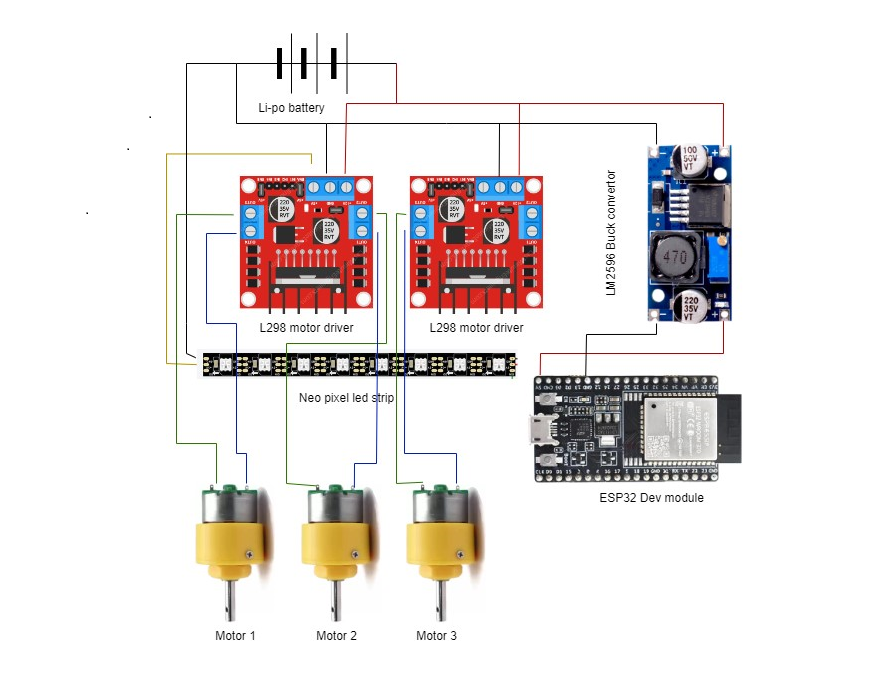 Li-po battery
100
50V
VT
LM2596 Buck convertor
220
35V
RVT
220
35V
RVT
220
35V
RVT
220
35V
RVT
470
220
35V
VT
L298 motor driver
L298 motor driver
Neo pixel led strip
ESP32 Dev module
Motor 1
Motor 2
Motor 3